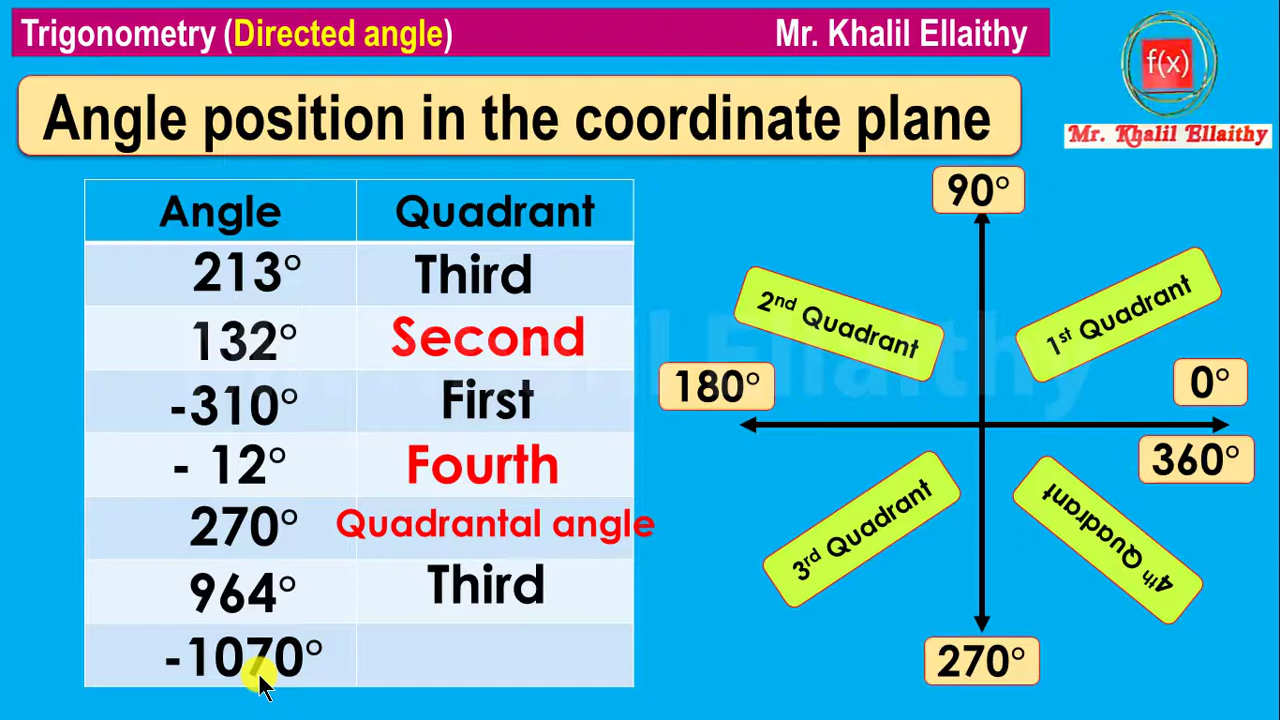 Trigonometry (Directed angle)
Mr. Khalil Ellaithy
f(x)
Mr. Khalil Ellaithy
Angle position in the coordinate plane
Angle Quadrant
213° Third
132° Second
-310° First
- 12° Fourth
270° Quadrantal angle
964° Third
-1070°
90°
2nd Quadrant
1st Quadrant
180°
0°
360°
3rd Quadrant
4th Quadrant
270°